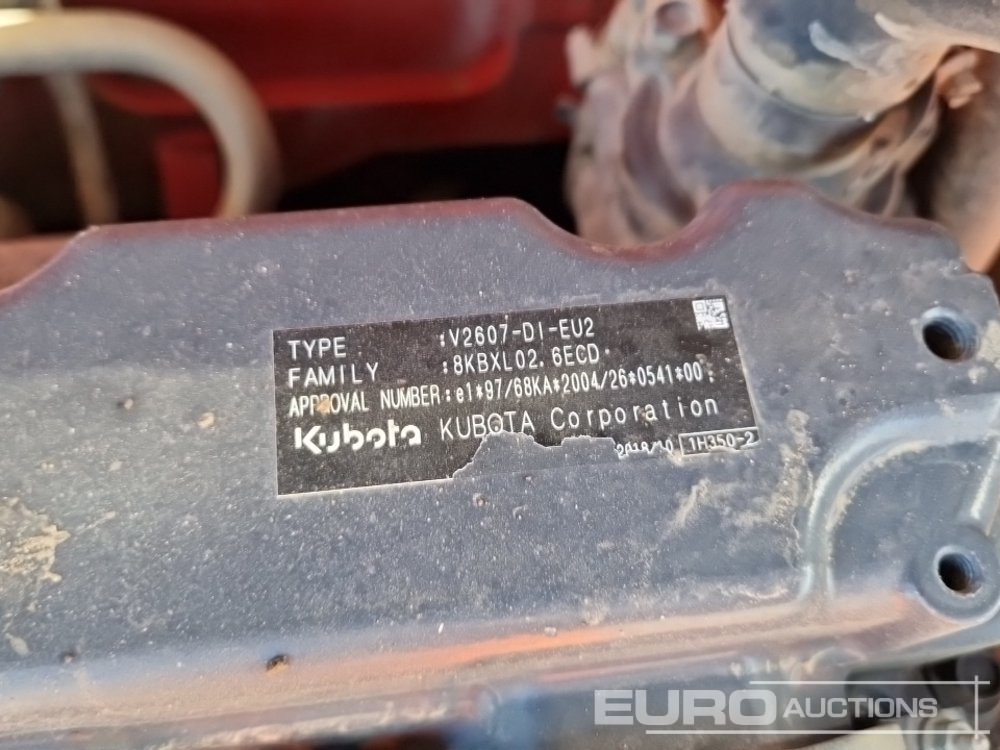 TYPE :V2607-DI-EU2
FAMILY :8KBXL02.6ECD
APPROVAL NUMBER:e1*97/68KA*2004/26*0541*00
Kubota KUBOTA Corporation
1H350-2
EURO AUCTIONS